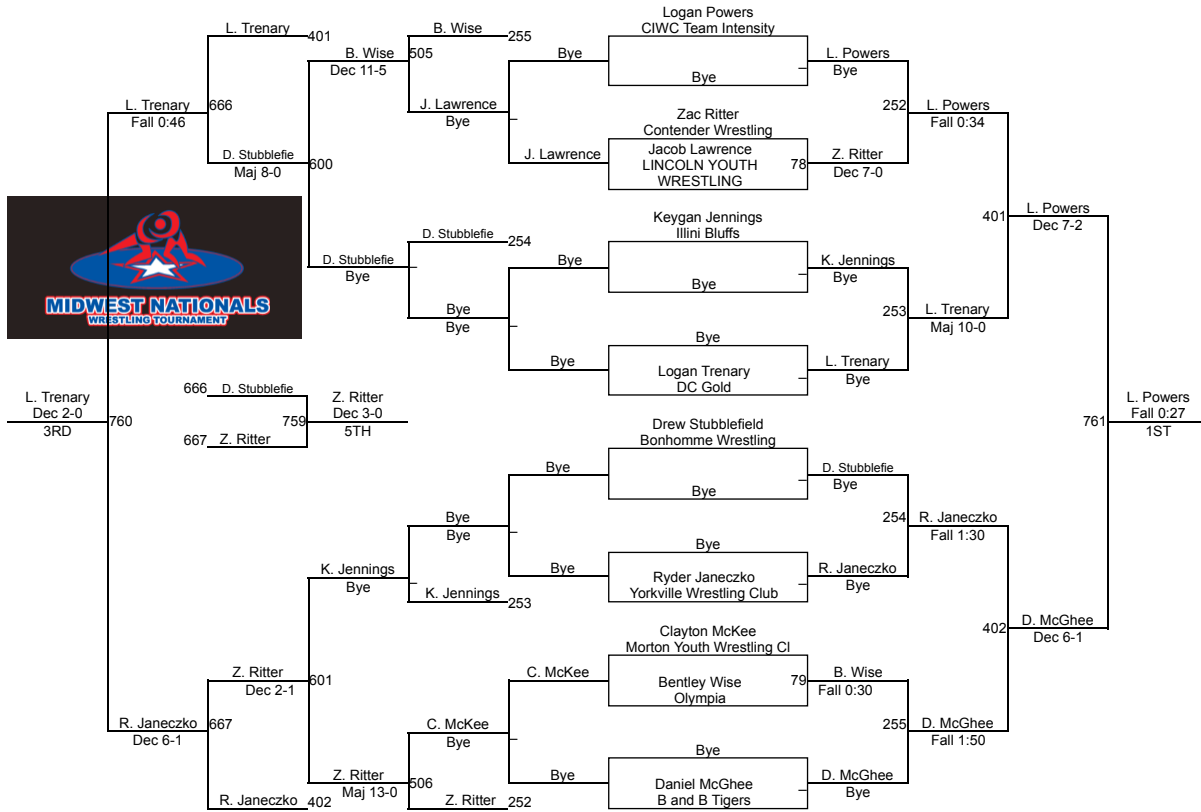 Logan Powers
CIWC Team Intensity
L. Trenary
401
B. Wise
255
B. Wise
505
Dec 11-5
Bye
Bye
L. Powers
Bye
L. Trenary
666
Fall 0:46
J. Lawrence
Bye
252
L. Powers
Fall 0:34
Zac Ritter
Contender Wrestling
D. Stubblefie
600
Maj 8-0
J. Lawrence
Jacob Lawrence
LINCOLN YOUTH
WRESTLING
78
Z. Ritter
Dec 7-0
401
L. Powers
Dec 7-2
MIDWEST NATIONALS
WRESTLING TOURNAMENT
Keygan Jennings
Illini Bluffs
D. Stubblefie
254
D. Stubblefie
Bye
Bye
Bye
K. Jennings
Bye
Bye
Bye
253
L. Trenary
Maj 10-0
Bye
Bye
Logan Trenary
DC Gold
L. Trenary
Bye
L. Trenary
Dec 2-0
3RD
760
666
D. Stubblefie
759
Z. Ritter
Dec 3-0
5TH
667
Z. Ritter
761
L. Powers
Fall 0:27
1ST
Drew Stubblefield
Bonhomme Wrestling
Bye
Bye
D. Stubblefie
Bye
Bye
Bye
254
R. Janeczko
Fall 1:30
Bye
K. Jennings
Bye
Bye
Ryder Janeczko
Yorkville Wrestling Club
R. Janeczko
Bye
K. Jennings
253
402
D. McGhee
Dec 6-1
Clayton McKee
Morton Youth Wrestling Cl
Z. Ritter
601
Dec 2-1
C. McKee
Bentley Wise
Olympia
79
B. Wise
Fall 0:30
R. Janeczko
667
Dec 6-1
C. McKee
Bye
255
D. McGhee
Fall 1:50
Bye
Z. Ritter
506
Maj 13-0
Bye
Daniel McGhee
B and B Tigers
D. McGhee
Bye
R. Janeczko
402
Z. Ritter
252